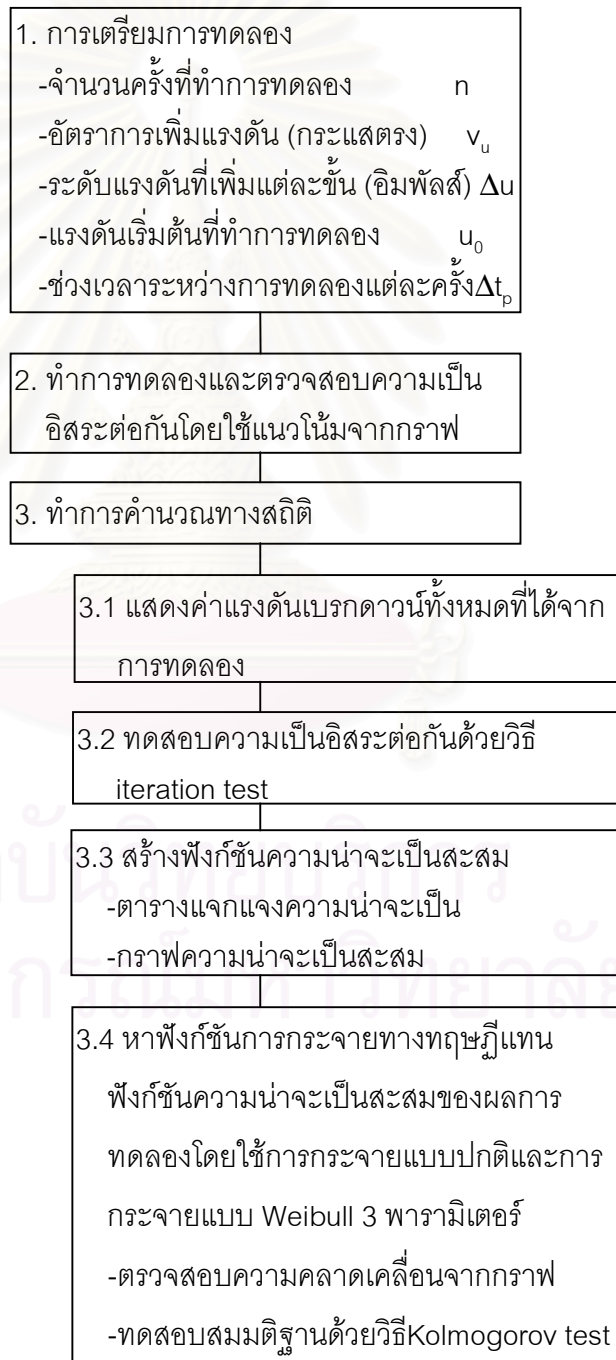 1. การเตรียมการทดลอง
-จำนวนครั้งที่ทำการทดลอง n
-อัตราการเพิ่มแรงดัน (กระแสตรง) vᵤ
-ระดับแรงดันที่เพิ่มแต่ละขั้น (อิมพัลส์) Δu
-แรงดันเริ่มต้นที่ทำการทดลอง u₀
-ช่วงเวลาระหว่างการทดลองแต่ละครั้งΔtₚ
2. ทำการทดลองและตรวจสอบความเป็น
อิสระต่อกันโดยใช้แนวโน้มจากกราฟ
3. ทำการคำนวณทางสถิติ
3.1 แสดงค่าแรงดันเบรกดาวน์ทั้งหมดที่ได้จาก
การทดลอง
3.2 ทดสอบความเป็นอิสระต่อกันด้วยวิธี
iteration test
3.3 สร้างฟังก์ชันความน่าจะเป็นสะสม
-ตารางแจกแจงความน่าจะเป็น
-กราฟความน่าจะเป็นสะสม
3.4 หาฟังก์ชันการกระจายทางทฤษฎีแทน
ฟังก์ชันความน่าจะเป็นสะสมของผลการ
ทดลองโดยใช้การกระจายแบบปกติและการ
กระจายแบบ Weibull 3 พารามิเตอร์
-ตรวจสอบความคลาดเคลื่อนจากกราฟ
-ทดสอบสมมติฐานด้วยวิธีKolmogorov test